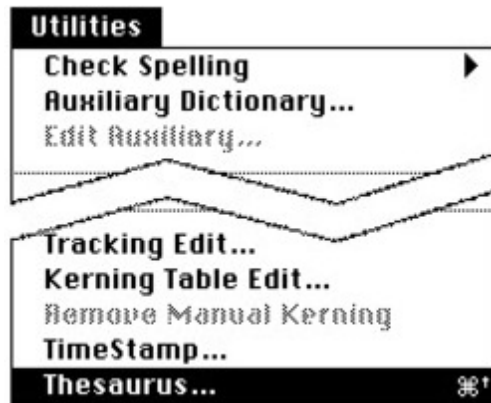 Utilities
Check Spelling ▶
Auxiliary Dictionary...
Edit Auxiliary...
Tracking Edit...
Kerning Table Edit...
Remove Manual Kerning
TimeStamp...
Thesaurus... ⌘